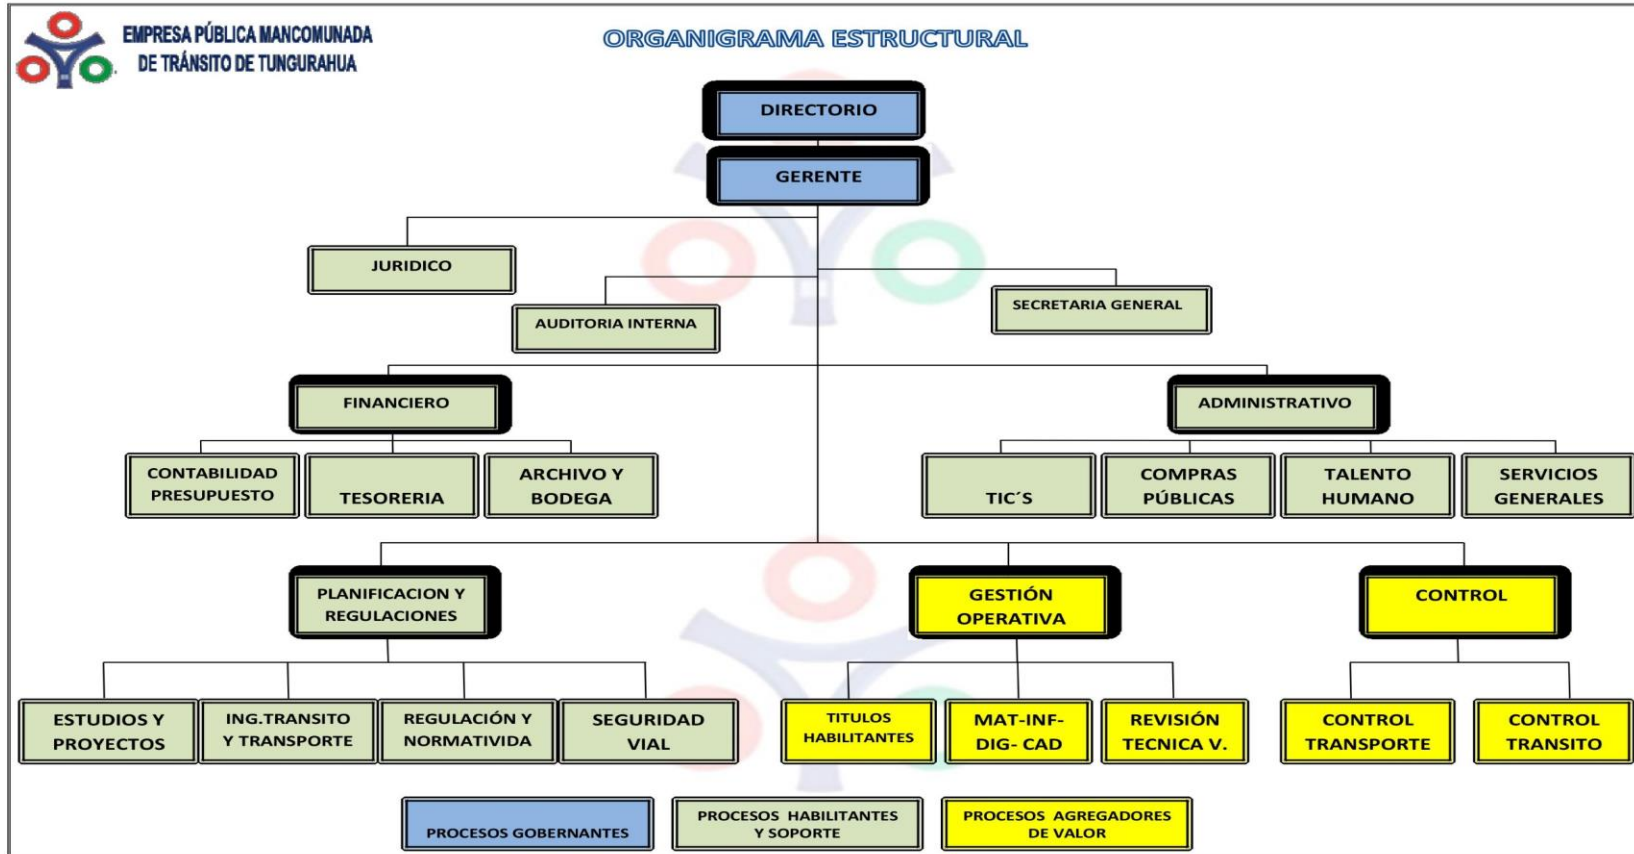 EMPRESA PÚBLICA MANCOMUNADA
DE TRÁNSITO DE TUNGURAHUA
ORGANIGRAMA ESTRUCTURAL
DIRECTORIO
GERENTE
JURIDICO
AUDITORIA INTERNA
SECRETARIA GENERAL
FINANCIERO
ADMINISTRATIVO
CONTABILIDAD
PRESUPUESTO
TESORERIA
ARCHIVO Y
BODEGA
TIC´S
COMPRAS
PÚBLICAS
TALENTO
HUMANO
SERVICIOS
GENERALES
PLANIFICACION Y
REGULACIONES
GESTIÓN
OPERATIVA
CONTROL
ESTUDIOS Y
PROYECTOS
ING.TRANSITO
Y TRANSPORTE
REGULACIÓN Y
NORMATIVIDA
SEGURIDAD
VIAL
TITULOS
HABILITANTES
MAT-INF-
DIG- CAD
REVISIÓN
TECNICA V.
CONTROL
TRANSPORTE
CONTROL
TRANSITO
PROCESOS GOBERNANTES
PROCESOS HABILITANTES
Y SOPORTE
PROCESOS AGREGADORES
DE VALOR